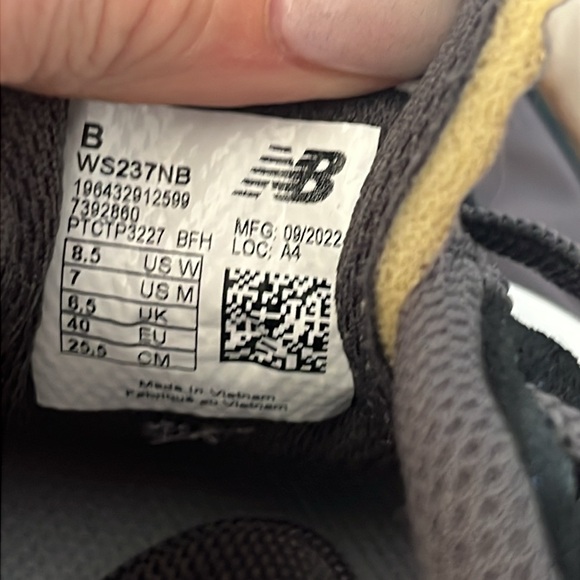 B
WS237NB
NB
196432912599
7392860
PTCTP3227 BFH
MFG: 09/2022
LOC: A4
8.5 US W
7 US M
6.5 UK
40 EU
25.5 CM
Made in Vietnam
Fabriqué au Vietnam